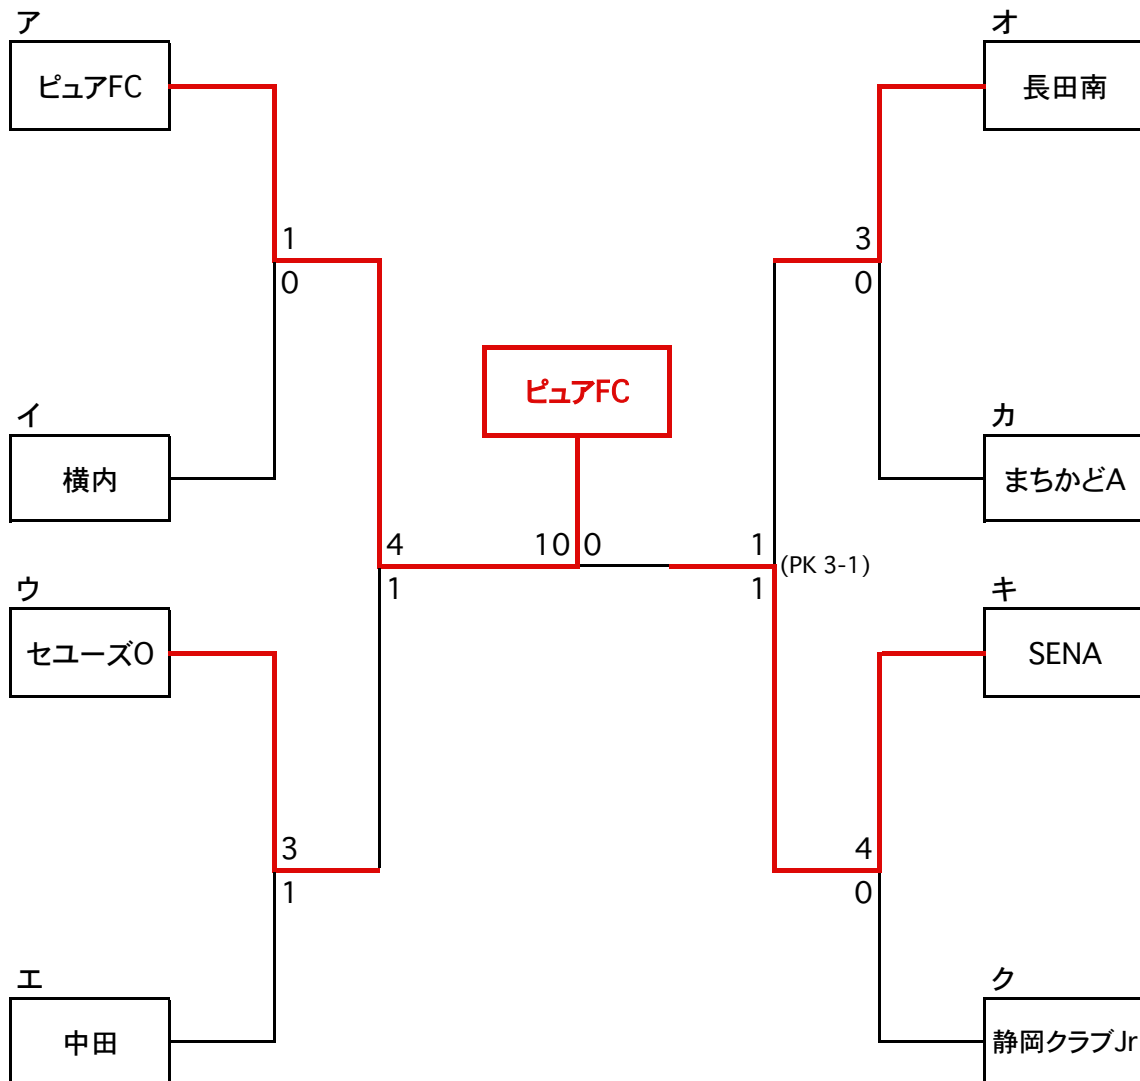 ア
ピュアFC
オ
長田南
1
0
3
0
ピュアFC
イ
横内
カ
まちかどA
4
1
10
0
1
1
(PK 3-1)
ウ
セユーズO
キ
SENA
3
1
4
0
エ
中田
ク
静岡クラブJr